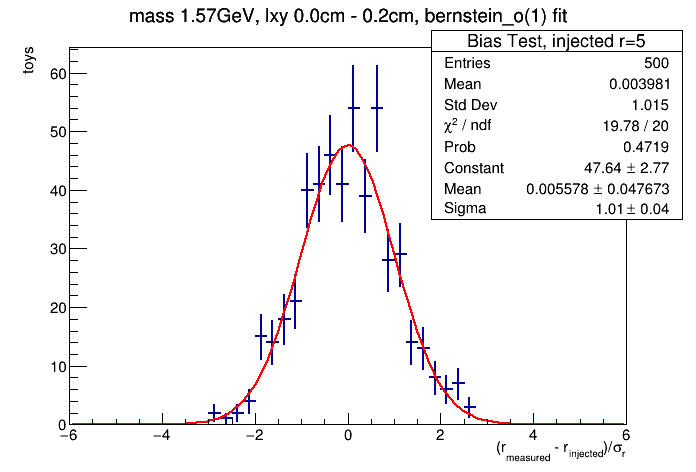 mass 1.57GeV, lxy 0.0cm - 0.2cm, bernstein_o(1) fit
toys
Bias Test, injected r=5
Entries 500
Mean 0.003981
Std Dev 1.015
χ² / ndf 19.78 / 20
Prob 0.4719
Constant 47.64 ± 2.77
Mean 0.005578 ± 0.047673
Sigma 1.01 ± 0.04
60
50
40
30
20
10
0
−6 −4 −2 0 2 4 6
(r_measured - r_injected)/σ_r